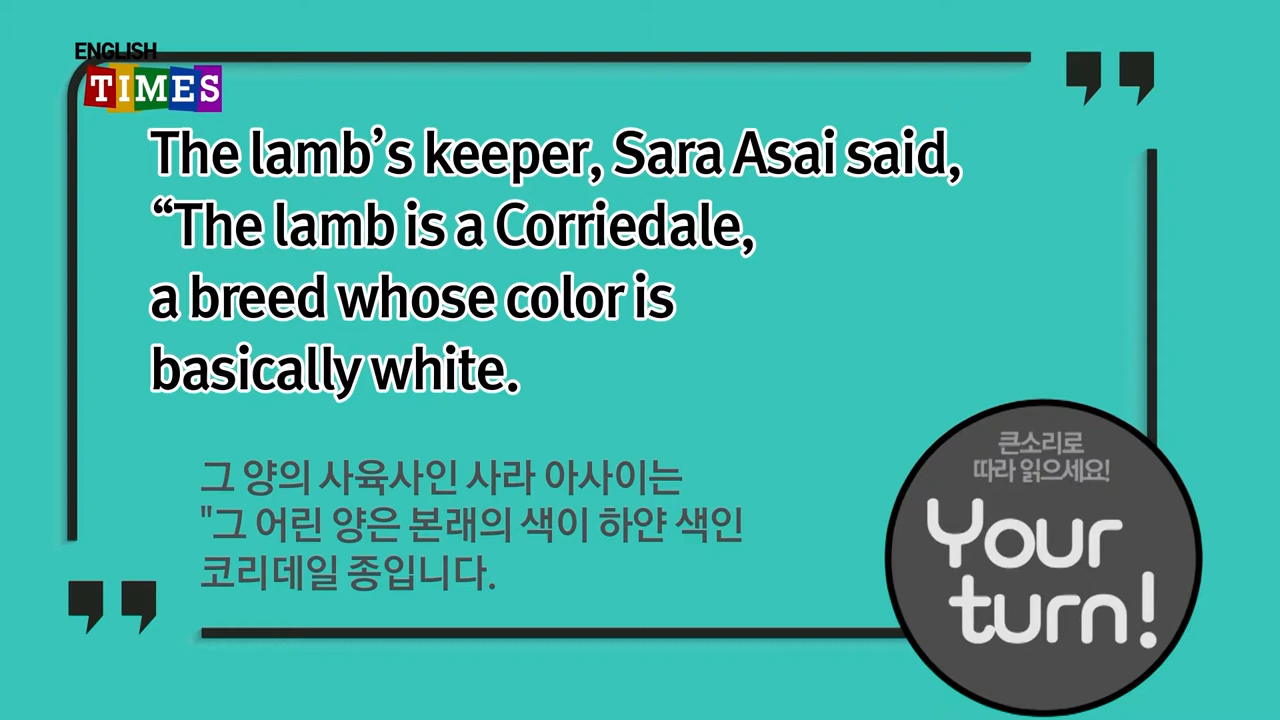 ENGLISH
TIMES
The lamb’s keeper, Sara Asai said,
“The lamb is a Corriedale,
a breed whose color is
basically white.
그 양의 사육사인 사라 아사이는
"그 어린 양은 본래의 색이 하얀 색인
코리데일 종입니다.
큰소리로
따라 읽으세요!
Your
turn!